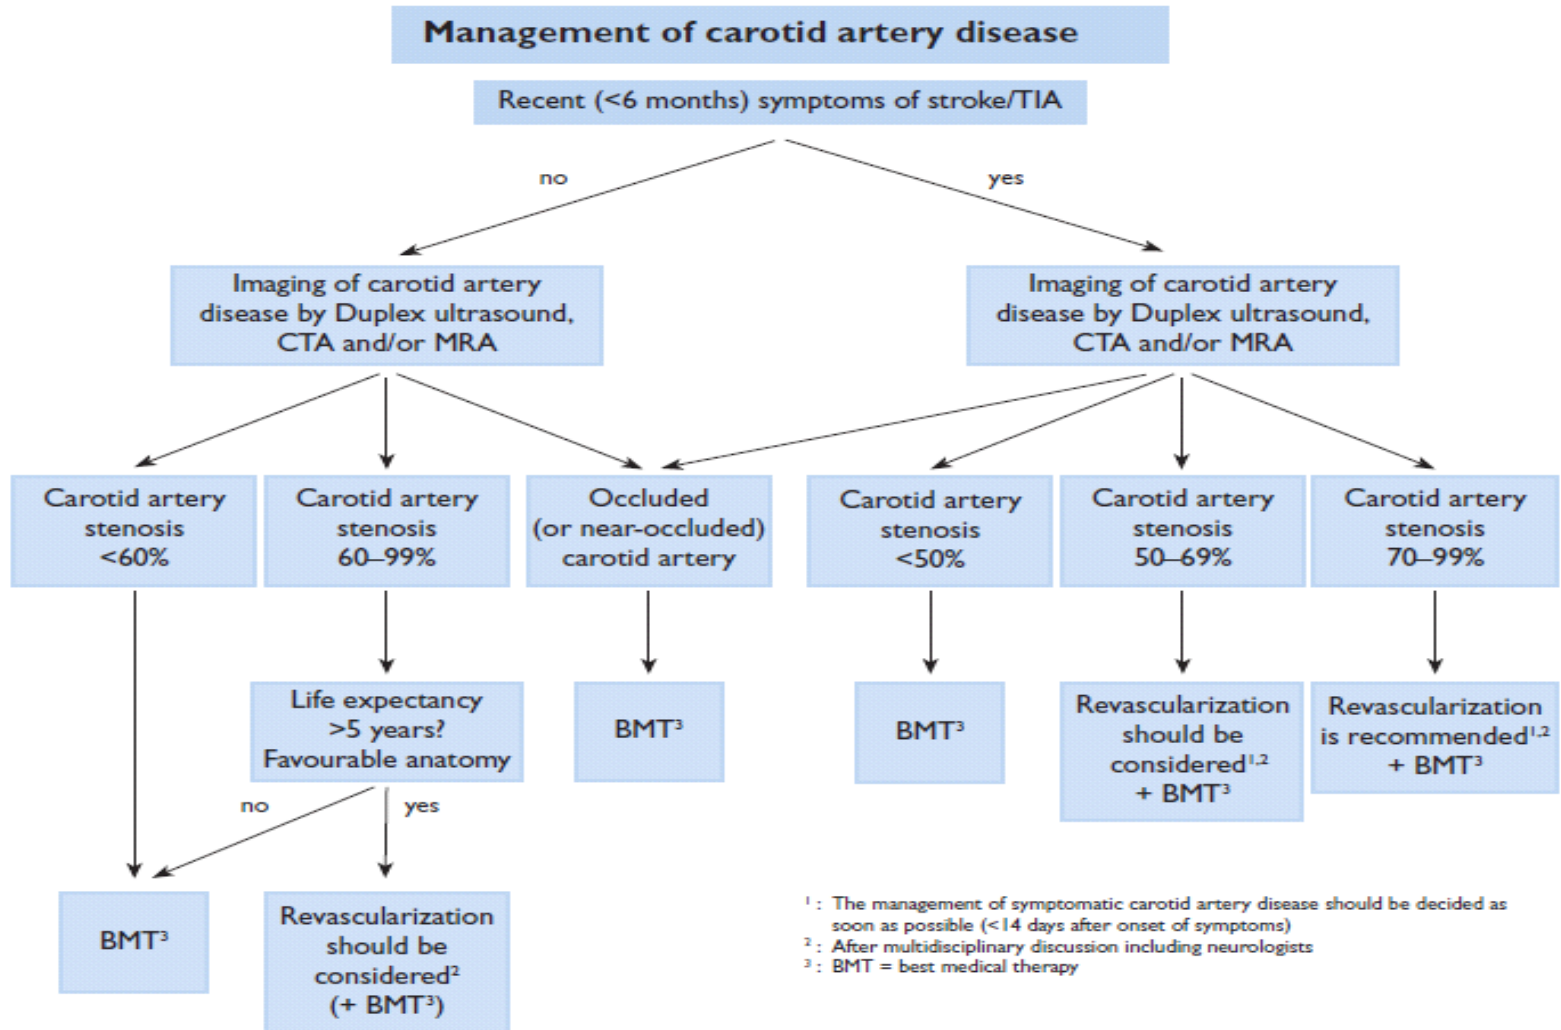 Management of carotid artery disease
Recent (<6 months) symptoms of stroke/TIA
no
yes
Imaging of carotid artery
disease by Duplex ultrasound,
CTA and/or MRA
Imaging of carotid artery
disease by Duplex ultrasound,
CTA and/or MRA
Carotid artery
stenosis
<60%
Carotid artery
stenosis
60–99%
Occluded
(or near-occluded)
carotid artery
Carotid artery
stenosis
<50%
Carotid artery
stenosis
50–69%
Carotid artery
stenosis
70–99%
Life expectancy
>5 years?
Favourable anatomy
BMT³
BMT³
Revascularization
should be
considered¹,²
+ BMT³
Revascularization
is recommended¹,²
+ BMT³
no
yes
BMT³
Revascularization
should be
considered²
(+ BMT³)
¹ : The management of symptomatic carotid artery disease should be decided as
soon as possible (<14 days after onset of symptoms)
² : After multidisciplinary discussion including neurologists
³ : BMT = best medical therapy